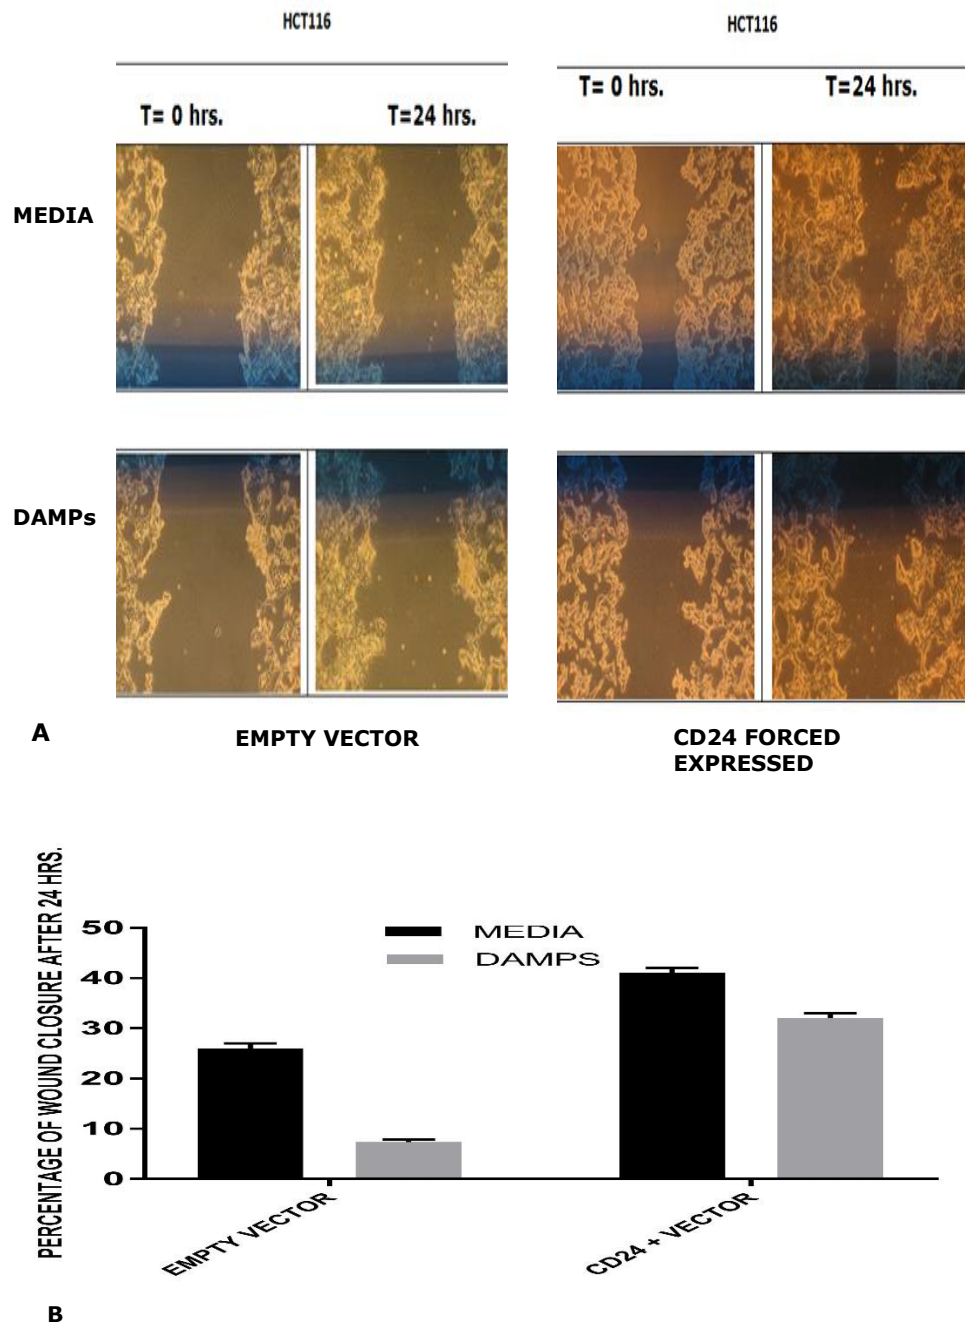 HCT116
HCT116
T= 0 hrs.
T=24 hrs.
T= 0 hrs.
T=24 hrs.
MEDIA
DAMPs
A
EMPTY VECTOR
CD24 FORCED
EXPRESSED
PERCENTAGE OF WOUND CLOSURE AFTER 24 HRS.
50
40
30
20
10
0
MEDIA
DAMPS
EMPTY VECTOR
CD24 + VECTOR
B